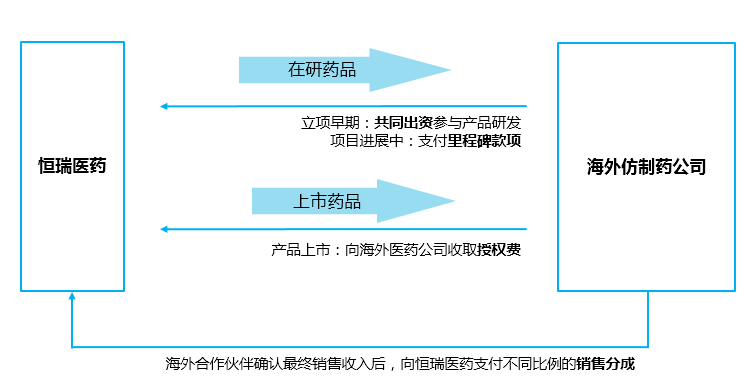 在研药品
立项早期：共同出资参与产品研发
项目进展中：支付里程碑款项
恒瑞医药
海外仿制药公司
上市药品
产品上市：向海外医药公司收取授权费
海外合作伙伴确认最终销售收入后，向恒瑞医药支付不同比例的销售分成